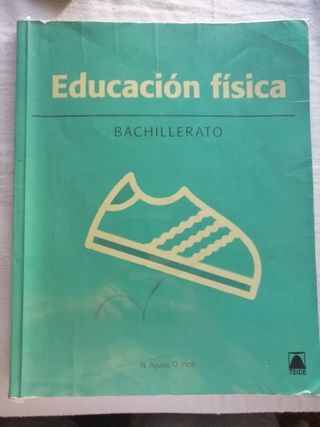 Educación física
BACHILLERATO
N. Ayuso, D. Picó
TEIDE